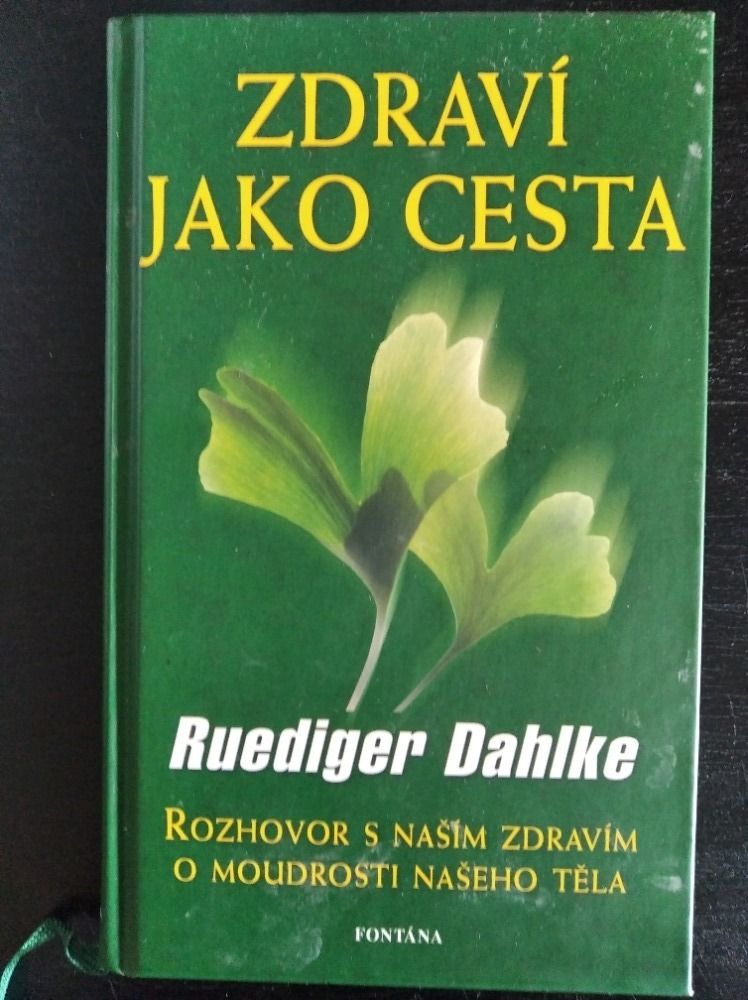 ZDRAVÍ
JAKO CESTA
Ruediger Dahlke
ROZHOVOR S NAŠÍM ZDRAVÍM
O MOUDROSTI NAŠEHO TĚLA
FONTÁNA